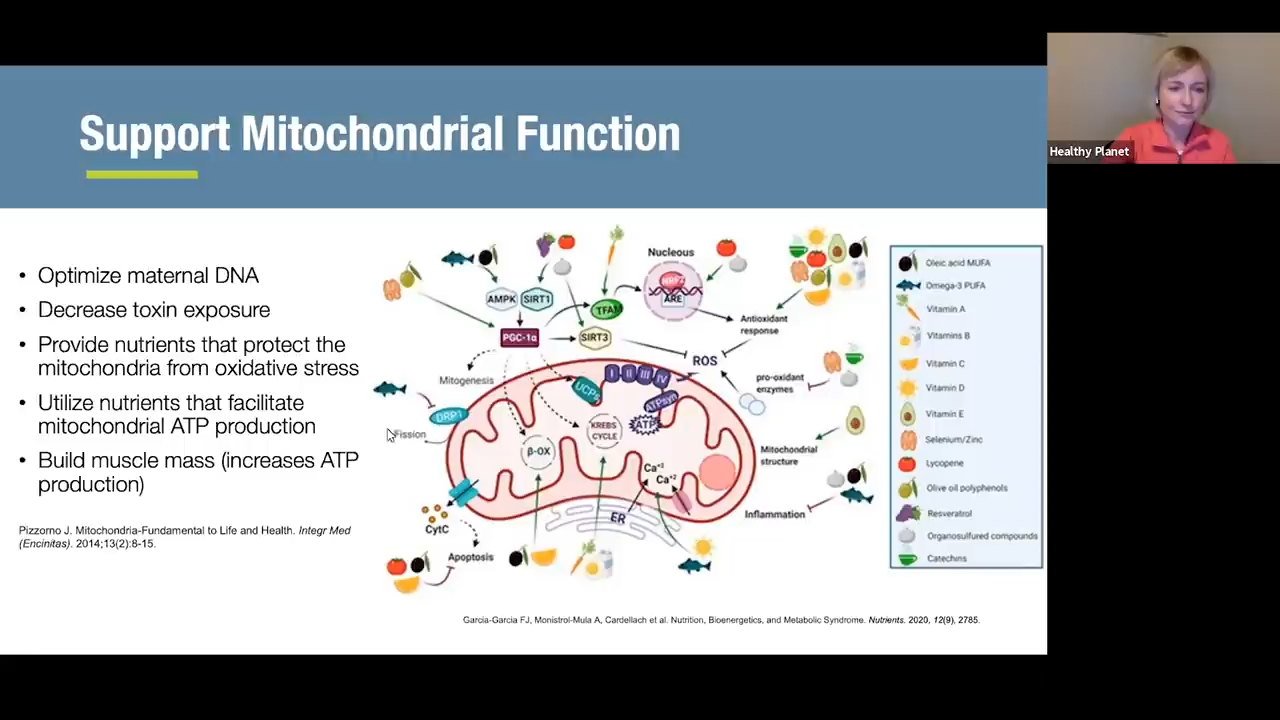 Support Mitochondrial Function
Healthy Planet
• Optimize maternal DNA
• Decrease toxin exposure
• Provide nutrients that protect the
mitochondria from oxidative stress
• Utilize nutrients that facilitate
mitochondrial ATP production
• Build muscle mass (increases ATP
production)
Pizzorno J. Mitochondria-Fundamental to Life and Health. Integr Med
(Encinitas). 2014;13(2):8-15.
Nucleous
NRF2
ARE
AMPK
SIRT1
TFAM
PGC-1α
SIRT3
Antioxidant
response
ROS
Mitogenesis
UCPs
I II III IV
ATPsyn
ATP
pro-oxidant
enzymes
DRP1
Fission
β-OX
KREBS
CYCLE
Mitochondrial
structure
Ca+2
Ca+2
ER
Inflammation
CytC
Apoptosis
Oleic acid MUFA
Omega-3 PUFA
Vitamin A
Vitamins B
Vitamin C
Vitamin D
Vitamin E
Selenium/Zinc
Lycopene
Olive oil polyphenols
Resveratrol
Organosulfured compounds
Catechins
Garcia-Garcia FJ, Monistrol-Mula A, Cardellach et al. Nutrition, Bioenergetics, and Metabolic Syndrome. Nutrients. 2020, 12(9), 2785.